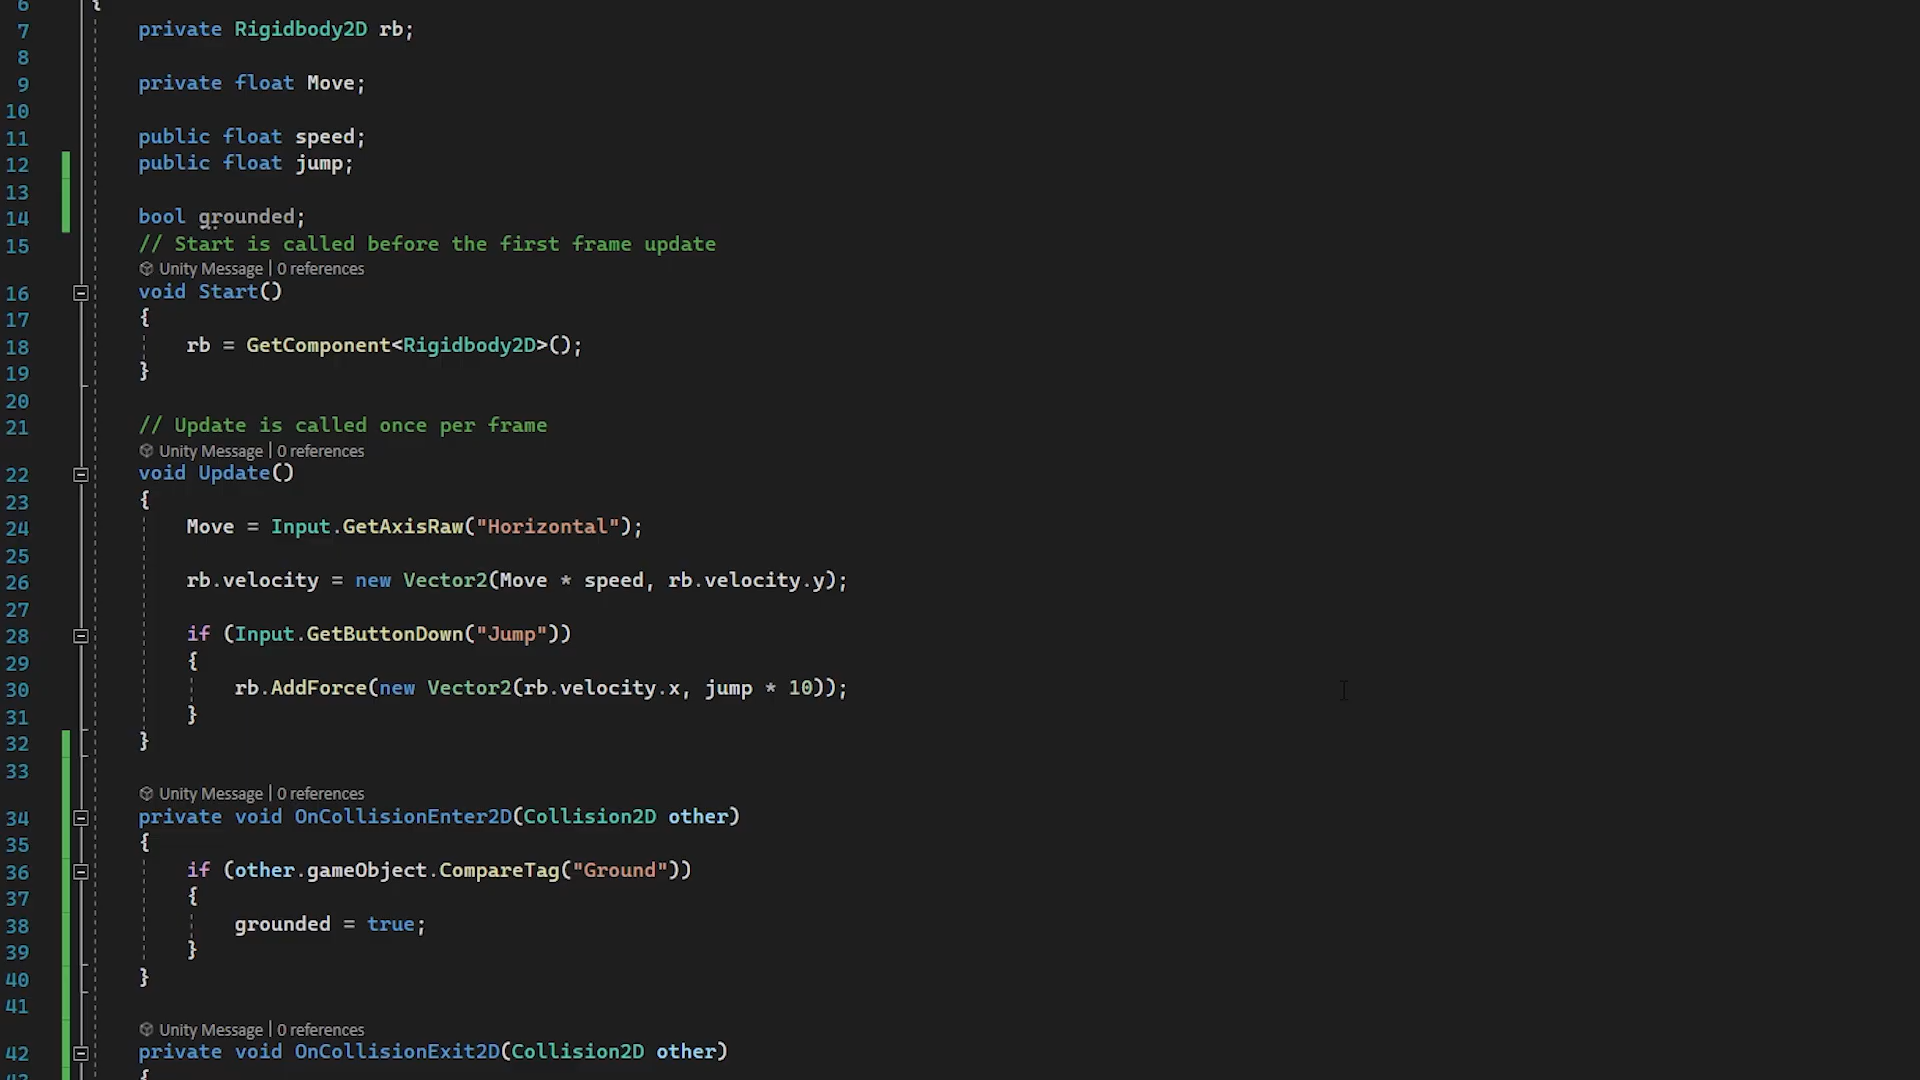 6 {
7 private Rigidbody2D rb;
8
9 private float Move;
10
11 public float speed;
12 public float jump;
13
14 bool grounded;
15 // Start is called before the first frame update
Unity Message | 0 references
16 void Start()
17 {
18 rb = GetComponent<Rigidbody2D>();
19 }
20
21 // Update is called once per frame
Unity Message | 0 references
22 void Update()
23 {
24 Move = Input.GetAxisRaw("Horizontal");
25
26 rb.velocity = new Vector2(Move * speed, rb.velocity.y);
27
28 if (Input.GetButtonDown("Jump"))
29 {
30 rb.AddForce(new Vector2(rb.velocity.x, jump * 10));
31 }
32 }
33
Unity Message | 0 references
34 private void OnCollisionEnter2D(Collision2D other)
35 {
36 if (other.gameObject.CompareTag("Ground"))
37 {
38 grounded = true;
39 }
40 }
41
Unity Message | 0 references
42 private void OnCollisionExit2D(Collision2D other)
43 {